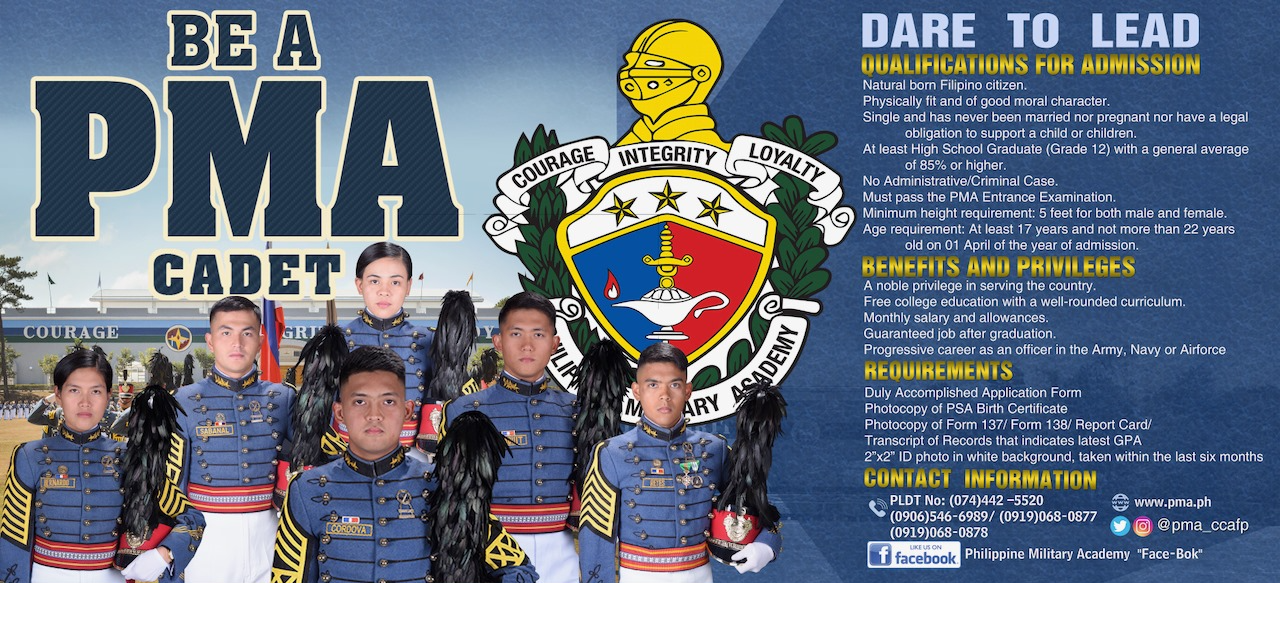 BE A
PMA
CADET
COURAGE
COURAGE INTEGRITY LOYALTY
MILITARY ACADEMY
BERNARDO
SABANAL
CORDOVA
REYES
DARE TO LEAD
QUALIFICATIONS FOR ADMISSION
Natural born Filipino citizen.
Physically fit and of good moral character.
Single and has never been married nor pregnant nor have a legal
obligation to support a child or children.
At least High School Graduate (Grade 12) with a general average
of 85% or higher.
No Administrative/Criminal Case.
Must pass the PMA Entrance Examination.
Minimum height requirement: 5 feet for both male and female.
Age requirement: At least 17 years and not more than 22 years
old on 01 April of the year of admission.
BENEFITS AND PRIVILEGES
A noble privilege in serving the country.
Free college education with a well-rounded curriculum.
Monthly salary and allowances.
Guaranteed job after graduation.
Progressive career as an officer in the Army, Navy or Airforce
REQUIREMENTS
Duly Accomplished Application Form
Photocopy of PSA Birth Certificate
Photocopy of Form 137/ Form 138/ Report Card/
Transcript of Records that indicates latest GPA
2”x2” ID photo in white background, taken within the last six months
CONTACT INFORMATION
PLDT No: (074)442 –5520
(0906)546-6989/ (0919)068-0877
(0919)068-0878
www.pma.ph
@pma_ccafp
LIKE US ON
facebook
Philippine Military Academy "Face-Bok"